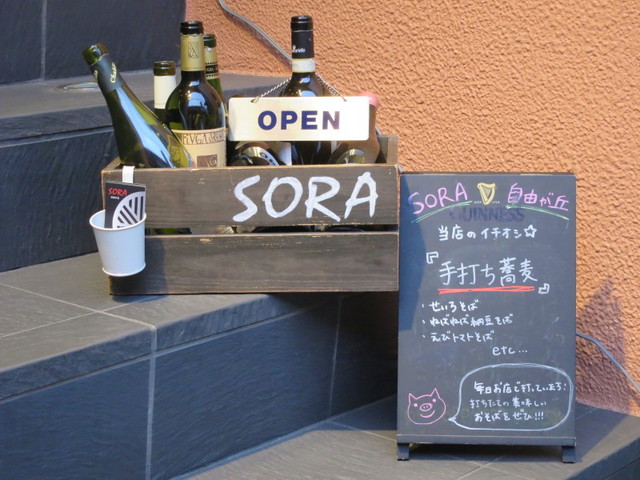 OPEN
SORA
SORA
SORA 自由が丘
GUINNESS
当店のイチオシ☆
『手打ち蕎麦』
・せいろそば
・ねばねば納豆そば
・えびトマトそば
etc...
毎日お店で打っている
打ちたての美味しい
おそばをぜひ!!!